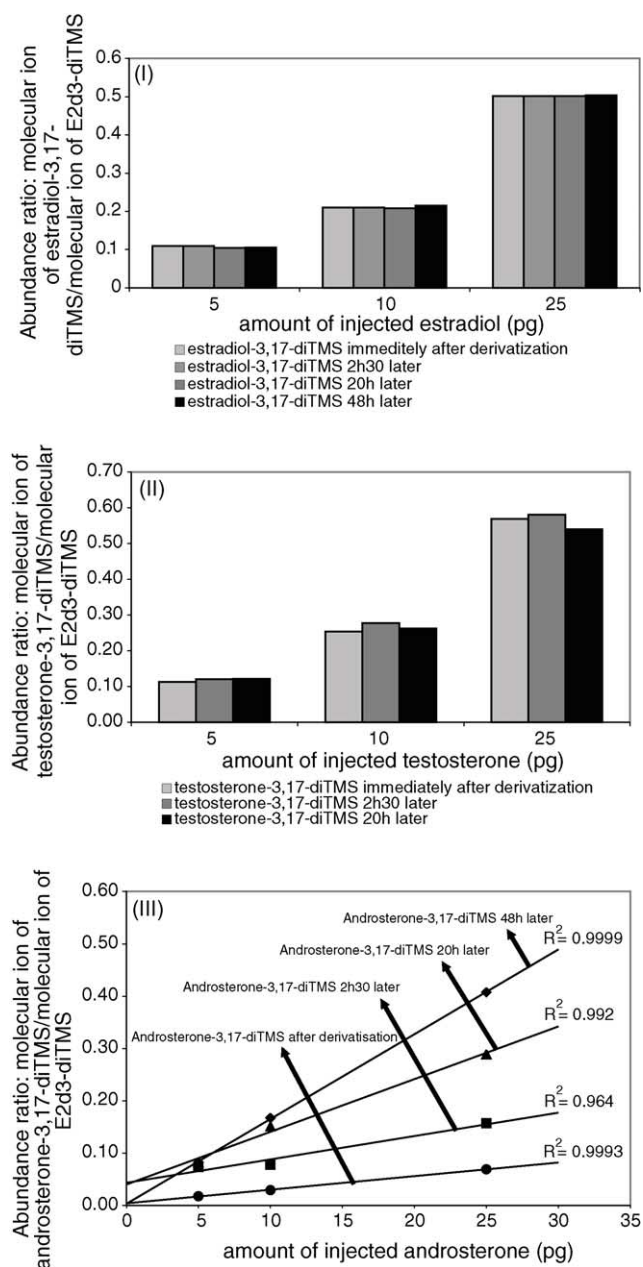 (I)
Abundance ratio: molecular ion
of estradiol-3,17-
diTMS/molecular ion of E2d3-diTMS
0.6
0.5
0.4
0.3
0.2
0.1
0
5 10 25
amount of injected estradiol (pg)
estradiol-3,17-diTMS immeditely after derivatization
estradiol-3,17-diTMS 2h30 later
estradiol-3,17-diTMS 20h later
estradiol-3,17-diTMS 48h later
(II)
Abundance ratio: molecular ion of
testosterone-3,17-diTMS/molecular
ion of E2d3-diTMS
0.70
0.60
0.50
0.40
0.30
0.20
0.10
0.00
5 10 25
amount of injected testosterone (pg)
testosterone-3,17-diTMS immediately after derivatization
testosterone-3,17-diTMS 2h30 later
testosterone-3,17-diTMS 20h later
(III)
Abundance ratio: molecular ion of
androsterone-3,17-diTMS/molecular ion of
E2d3-diTMS
0.60
0.50
0.40
0.30
0.20
0.10
0.00
Androsterone-3,17-diTMS 48h later
R²= 0.9999
Androsterone-3,17-diTMS 20h later
R²= 0.992
Androsterone-3,17-diTMS 2h30 later
R²= 0.964
Androsterone-3,17-diTMS after derivatisation
R²= 0.9993
0 5 10 15 20 25 30 35
amount of injected androsterone (pg)